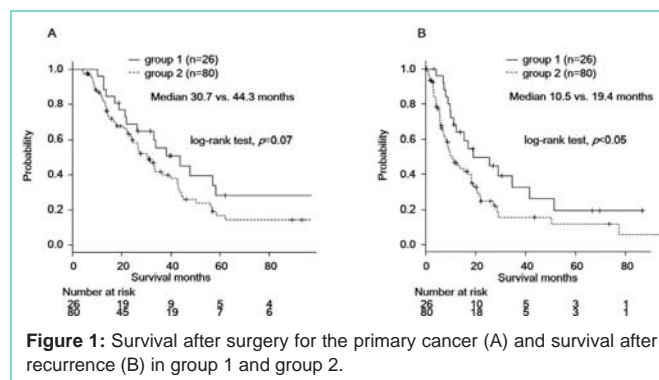 A
group 1 (n=26)
group 2 (n=80)
Median 30.7 vs. 44.3 months
log-rank test, p=0.07
Probability
1.0
0.8
0.6
0.4
0.2
0.0
0 20 40 60 80
Survival months
Number at risk
26 19 9 5 4
80 45 19 7 6
B
group 1 (n=26)
group 2 (n=80)
Median 10.5 vs. 19.4 months
log-rank test, p<0.05
Probability
1.0
0.8
0.6
0.4
0.2
0.0
0 20 40 60 80
Survival months
Number at risk
26 10 5 3 1
80 18 5 3 1
Figure 1: Survival after surgery for the primary cancer (A) and survival after
recurrence (B) in group 1 and group 2.